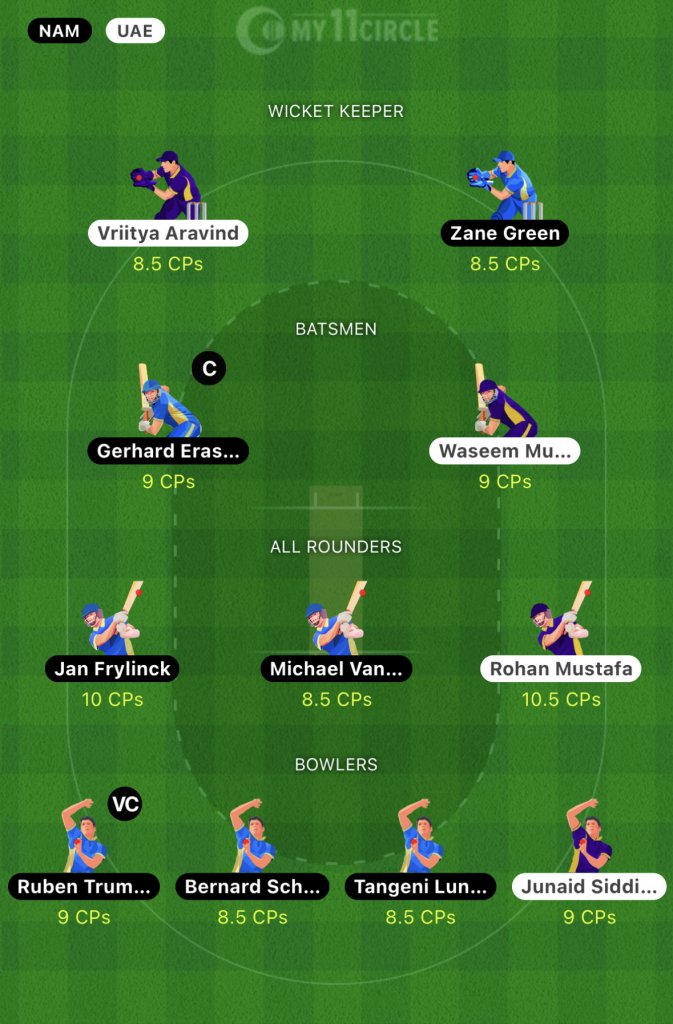 NAM UAE MY11CIRCLE
WICKET KEEPER
Vriitya Aravind Zane Green
8.5 CPs 8.5 CPs
BATSMEN
C
Gerhard Eras... Waseem Mu...
9 CPs 9 CPs
ALL ROUNDERS
Jan Frylinck Michael Van... Rohan Mustafa
10 CPs 8.5 CPs 10.5 CPs
BOWLERS
VC
Ruben Trum... Bernard Sch... Tangeni Lun... Junaid Siddi...
9 CPs 8.5 CPs 8.5 CPs 9 CPs